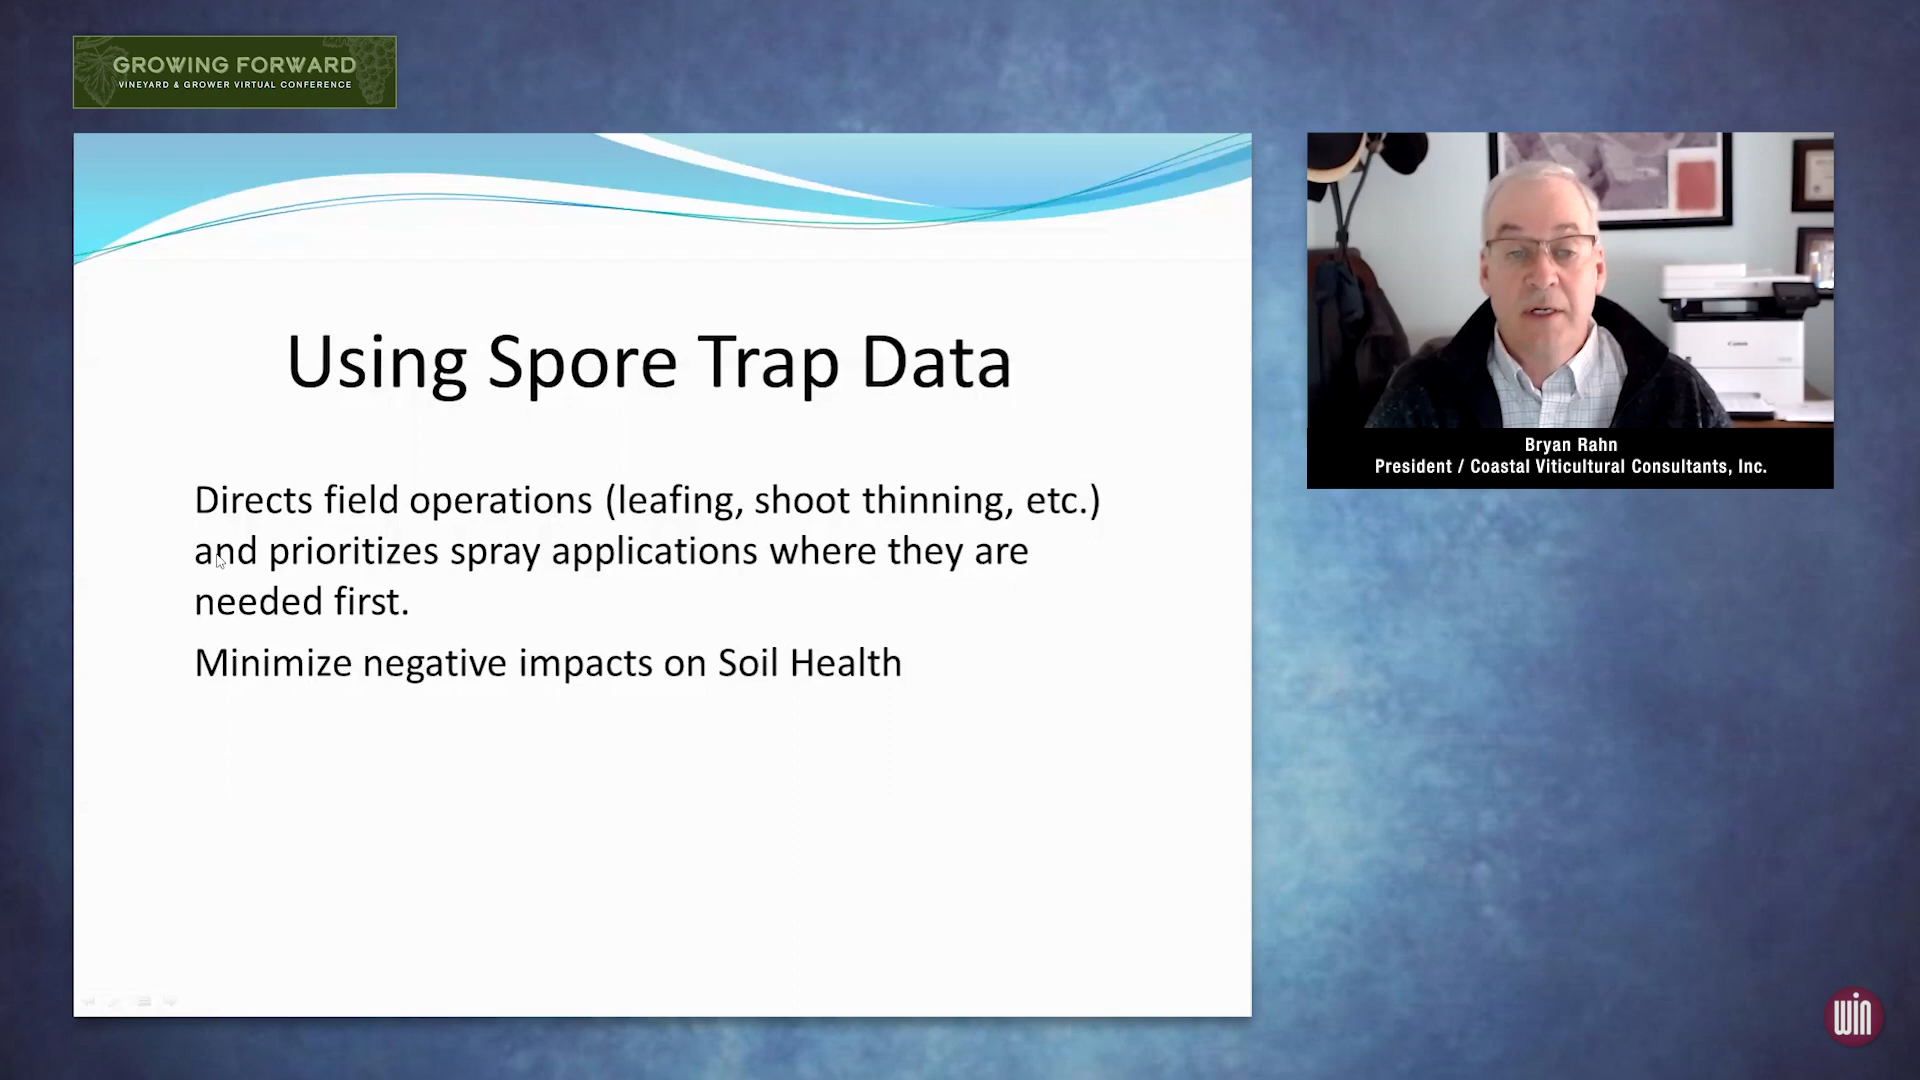 GROWING FORWARD
VINEYARD & GROWER VIRTUAL CONFERENCE
Using Spore Trap Data
Directs field operations (leafing, shoot thinning, etc.)
and prioritizes spray applications where they are
needed first.
Minimize negative impacts on Soil Health
Canon
Bryan Rahn
President / Coastal Viticultural Consultants, Inc.
win